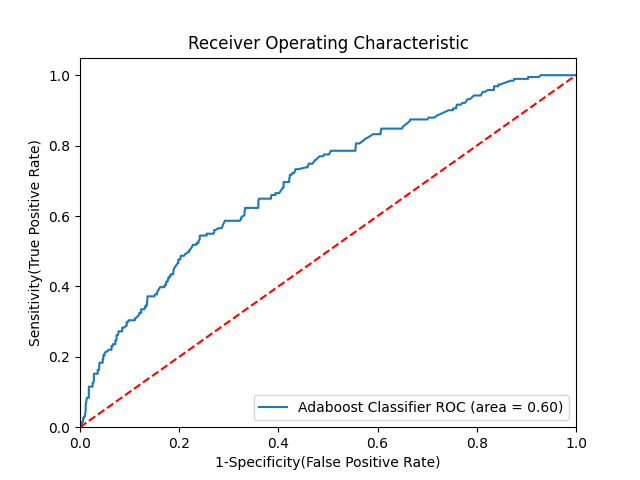 Receiver Operating Characteristic
1.0
0.8
0.6
0.4
0.2
0.0
Sensitivity(True Positive Rate)
Adaboost Classifier ROC (area = 0.60)
0.0 0.2 0.4 0.6 0.8 1.0
1-Specificity(False Positive Rate)